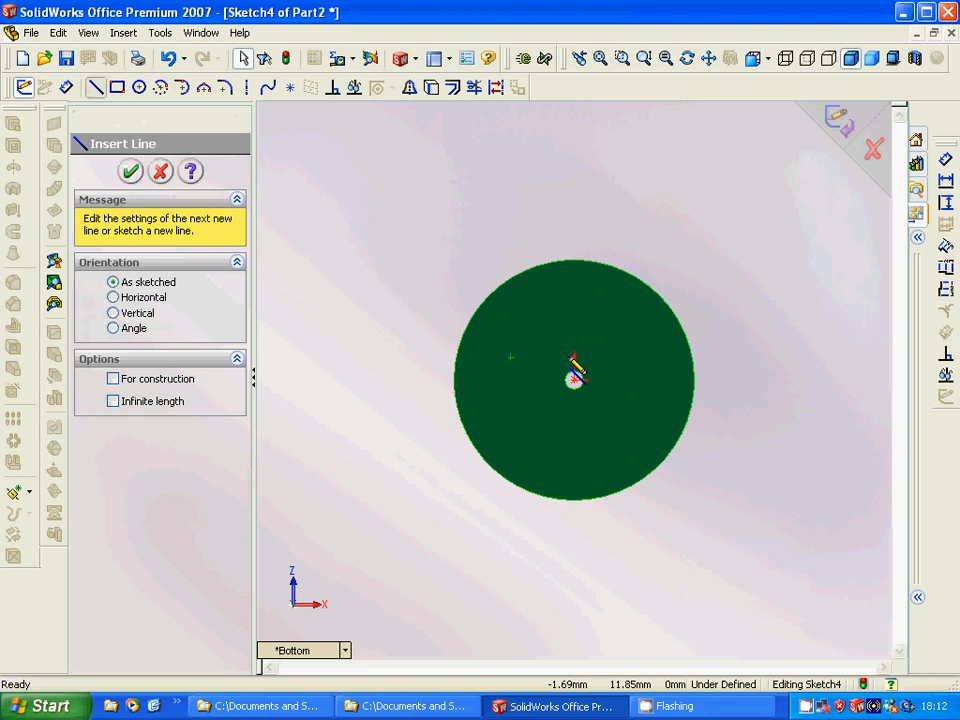 SolidWorks Office Premium 2007 - [Sketch4 of Part2 *]
File Edit View Insert Tools Window Help
Insert Line
Message
Edit the settings of the next new
line or sketch a new line.
Orientation
As sketched
Horizontal
Vertical
Angle
Options
For construction
Infinite length
Z
X
*Bottom
Ready
-1.69mm 11.85mm 0mm Under Defined Editing Sketch4
Start
C:\Documents and S...
C:\Documents and S...
SolidWorks Office Pr...
Flashing
18:12